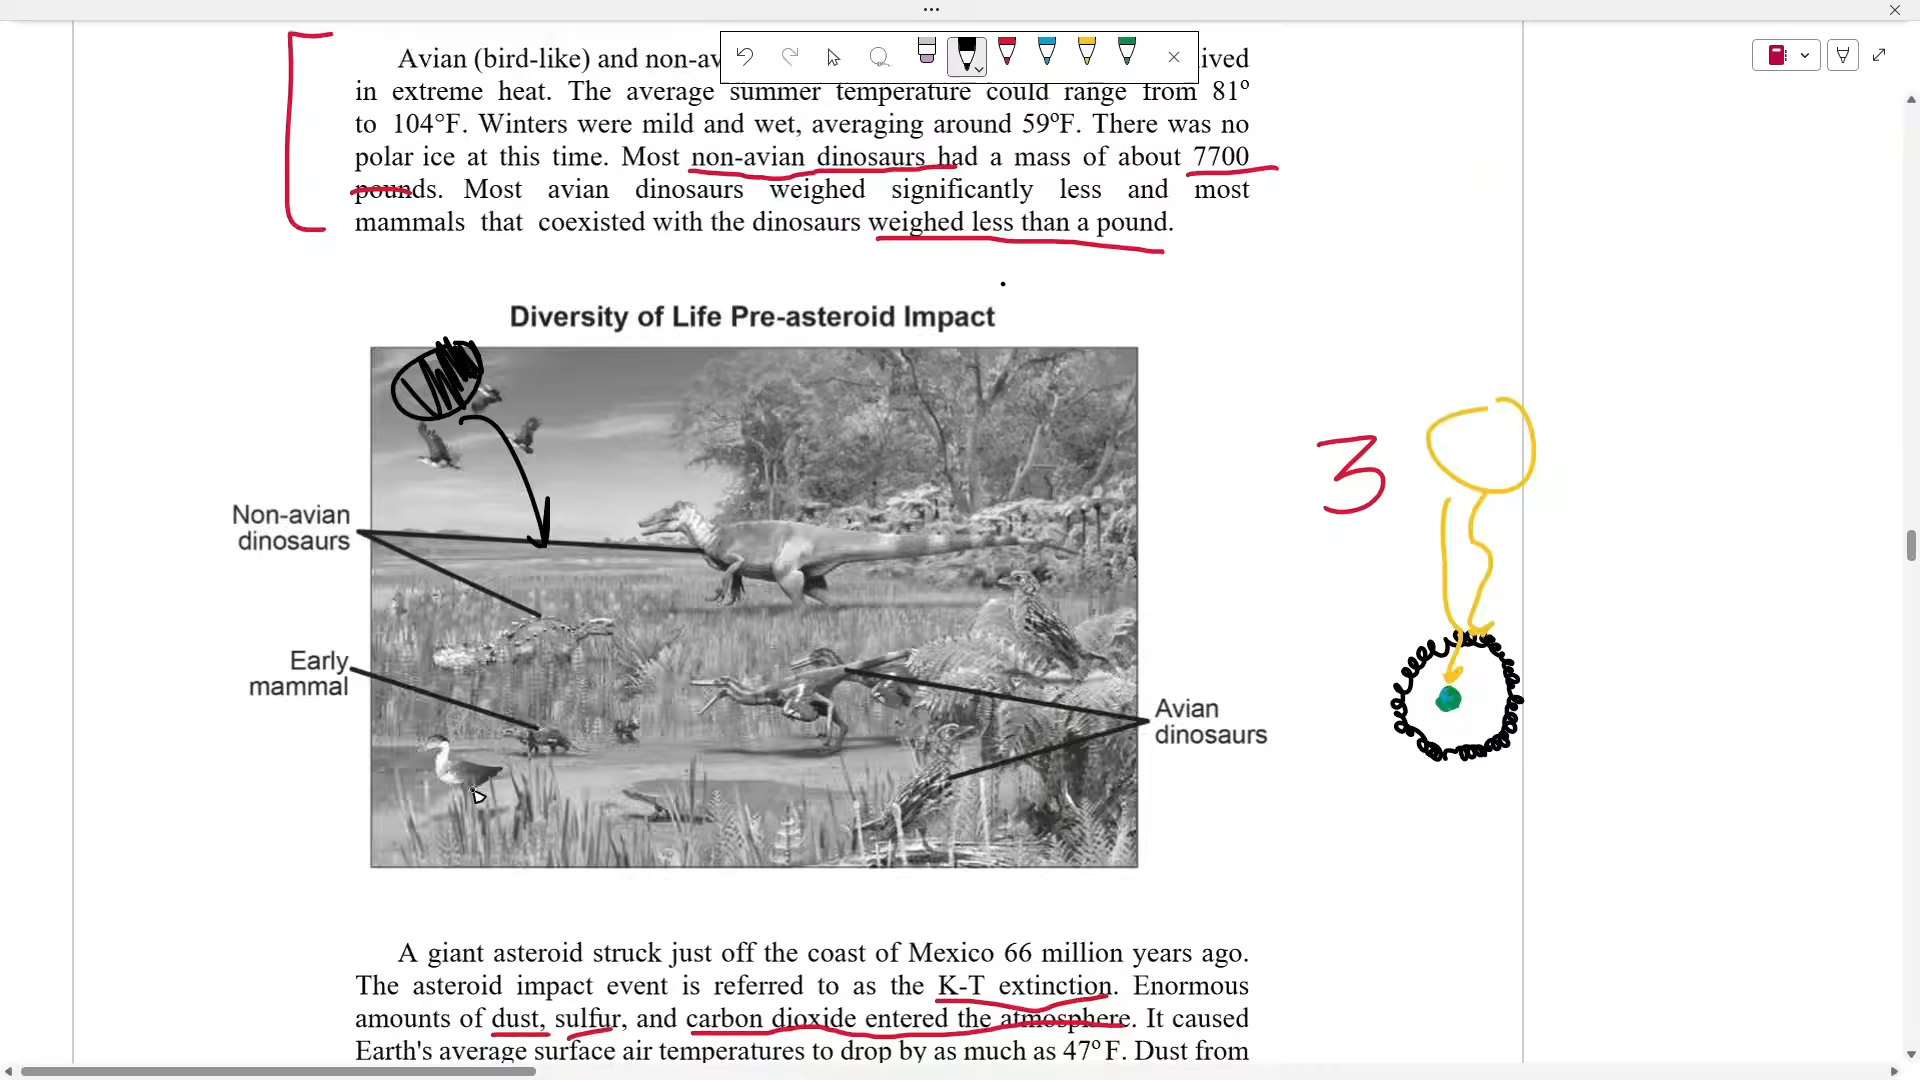 Avian (bird-like) and non-av ived
in extreme heat. The average summer temperature could range from 81º
to 104°F. Winters were mild and wet, averaging around 59ºF. There was no
polar ice at this time. Most non-avian dinosaurs had a mass of about 7700
pounds. Most avian dinosaurs weighed significantly less and most
mammals that coexisted with the dinosaurs weighed less than a pound.
Diversity of Life Pre-asteroid Impact
3
Non-avian
dinosaurs
Early
mammal
Avian
dinosaurs
A giant asteroid struck just off the coast of Mexico 66 million years ago.
The asteroid impact event is referred to as the K-T extinction. Enormous
amounts of dust, sulfur, and carbon dioxide entered the atmosphere. It caused
Earth's average surface air temperatures to drop by as much as 47º F. Dust from